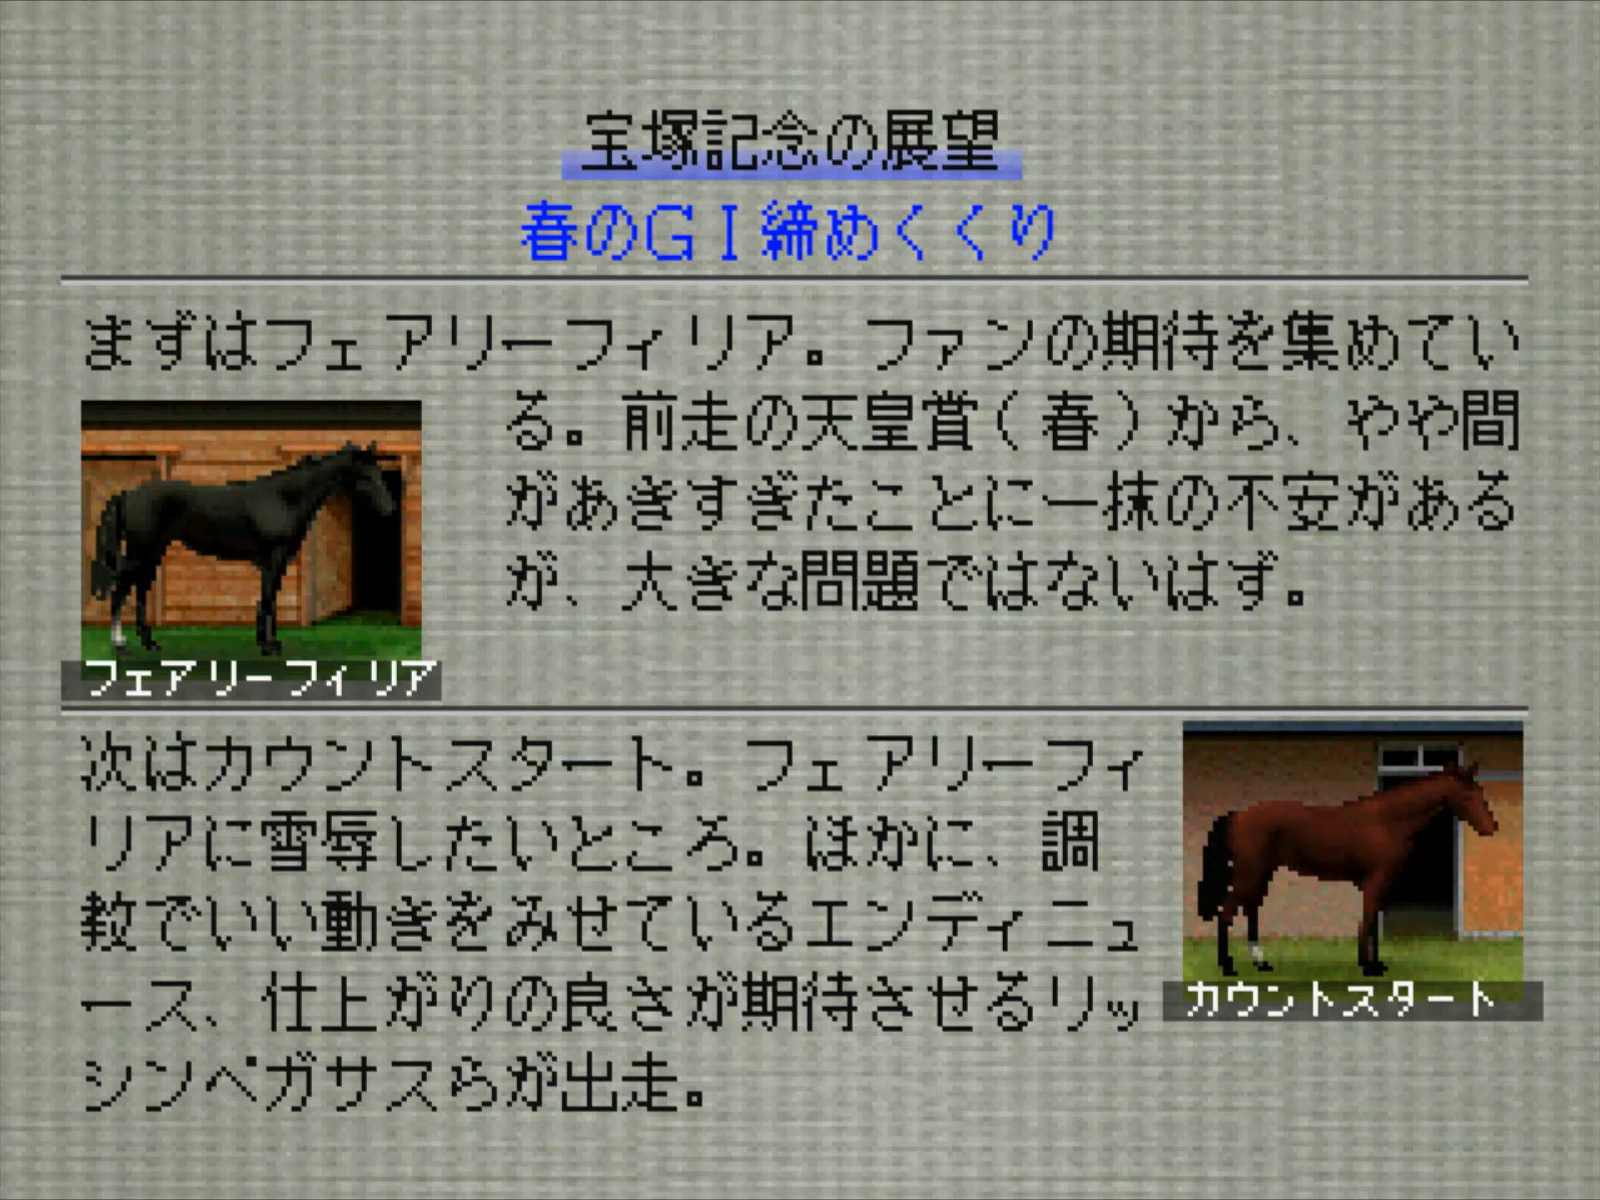 宝塚記念の展望
春のGⅠ締めくくり
まずはフェアリーフィリア。ファンの期待を集めてい
る。前走の天皇賞（春）から、やや間
があきすぎたことに一抹の不安がある
が、大きな問題ではないはず。
フェアリーフィリア
次はカウントスタート。フェアリーフィ
リアに雪辱したいところ。ほかに、調
教でいい動きをみせているエンディニュ
ース、仕上がりの良さが期待させるリッ
シンペガサスらが出走。
カウントスタート